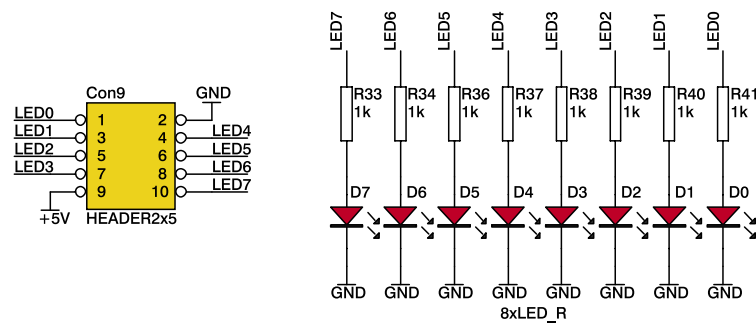 Con9
GND
LED0 1 2
LED1 3 4 LED4
LED2 5 6 LED5
LED3 7 8 LED6
9 10 LED7
+5V
HEADER2x5
LED7 LED6 LED5 LED4 LED3 LED2 LED1 LED0
R33 R34 R36 R37 R38 R39 R40 R41
1k 1k 1k 1k 1k 1k 1k 1k
D7 D6 D5 D4 D3 D2 D1 D0
GND GND GND GND GND GND GND GND
8xLED_R